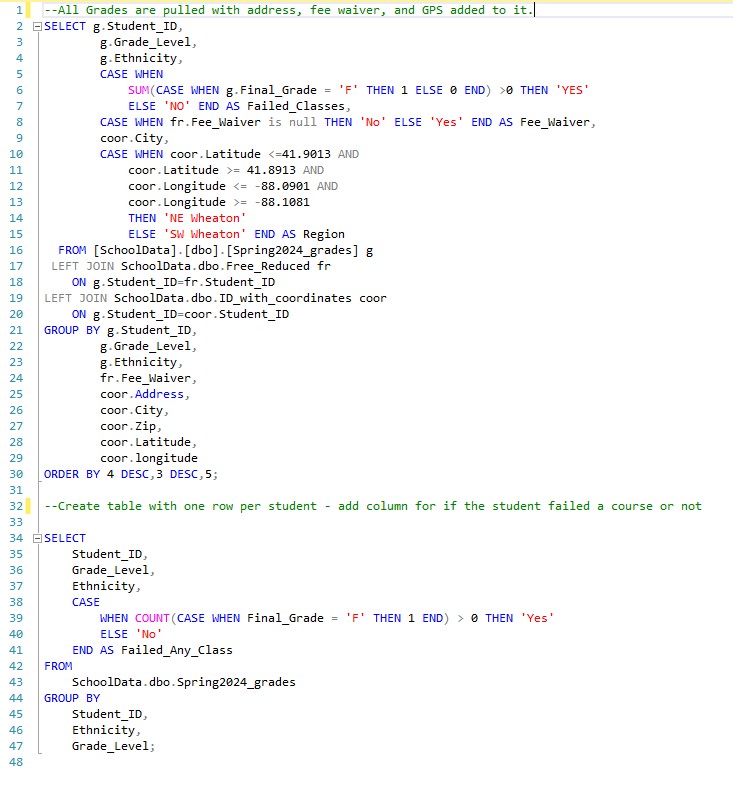 1 --All Grades are pulled with address, fee waiver, and GPS added to it.
2 SELECT g.Student_ID,
3 g.Grade_Level,
4 g.Ethnicity,
5 CASE WHEN
6 SUM(CASE WHEN g.Final_Grade = 'F' THEN 1 ELSE 0 END) >0 THEN 'YES'
7 ELSE 'NO' END AS Failed_Classes,
8 CASE WHEN fr.Fee_Waiver is null THEN 'No' ELSE 'Yes' END AS Fee_Waiver,
9 coor.City,
10 CASE WHEN coor.Latitude <=41.9013 AND
11 coor.Latitude >= 41.8913 AND
12 coor.Longitude <= -88.0901 AND
13 coor.Longitude >= -88.1081
14 THEN 'NE Wheaton'
15 ELSE 'SW Wheaton' END AS Region
16 FROM [SchoolData].[dbo].[Spring2024_grades] g
17 LEFT JOIN SchoolData.dbo.Free_Reduced fr
18 ON g.Student_ID=fr.Student_ID
19 LEFT JOIN SchoolData.dbo.ID_with_coordinates coor
20 ON g.Student_ID=coor.Student_ID
21 GROUP BY g.Student_ID,
22 g.Grade_Level,
23 g.Ethnicity,
24 fr.Fee_Waiver,
25 coor.Address,
26 coor.City,
27 coor.Zip,
28 coor.Latitude,
29 coor.longitude
30 ORDER BY 4 DESC,3 DESC,5;
31
32 --Create table with one row per student - add column for if the student failed a course or not
33
34 SELECT
35 Student_ID,
36 Grade_Level,
37 Ethnicity,
38 CASE
39 WHEN COUNT(CASE WHEN Final_Grade = 'F' THEN 1 END) > 0 THEN 'Yes'
40 ELSE 'No'
41 END AS Failed_Any_Class
42 FROM
43 SchoolData.dbo.Spring2024_grades
44 GROUP BY
45 Student_ID,
46 Ethnicity,
47 Grade_Level;
48